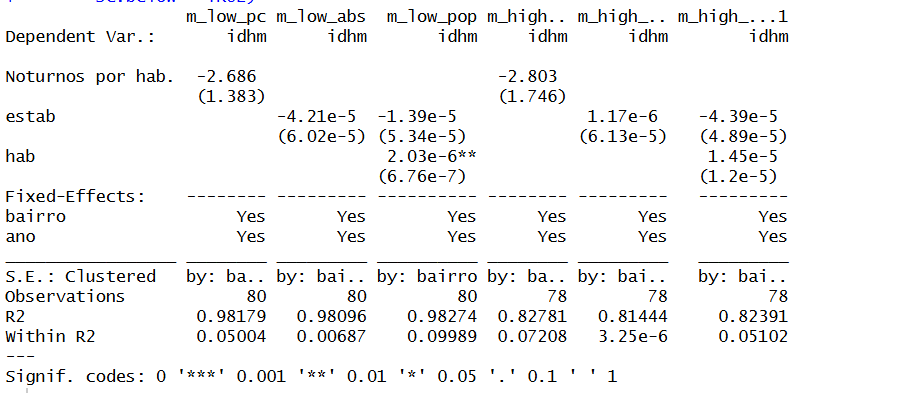 m_low_pc m_low_abs m_low_pop m_high.. m_high_.. m_high_...1
Dependent Var.: idhm idhm idhm idhm idhm idhm
Noturnos por hab. -2.686 -2.803
(1.383) (1.746)
estab -4.21e-5 -1.39e-5 1.17e-6 -4.39e-5
(6.02e-5) (5.34e-5) (6.13e-5) (4.89e-5)
hab 2.03e-6** 1.45e-5
(6.76e-7) (1.2e-5)
Fixed-Effects: -------- --------- ---------- -------- --------- ---------
bairro Yes Yes Yes Yes Yes Yes
ano Yes Yes Yes Yes Yes Yes
_________________ ________ _________ __________ ________ _________ _________
S.E.: Clustered by: ba.. by: bai.. by: bairro by: ba.. by: bai.. by: bai..
Observations 80 80 80 78 78 78
R2 0.98179 0.98096 0.98274 0.82781 0.81444 0.82391
Within R2 0.05004 0.00687 0.09989 0.07208 3.25e-6 0.05102
---
Signif. codes: 0 '***' 0.001 '**' 0.01 '*' 0.05 '.' 0.1 ' ' 1